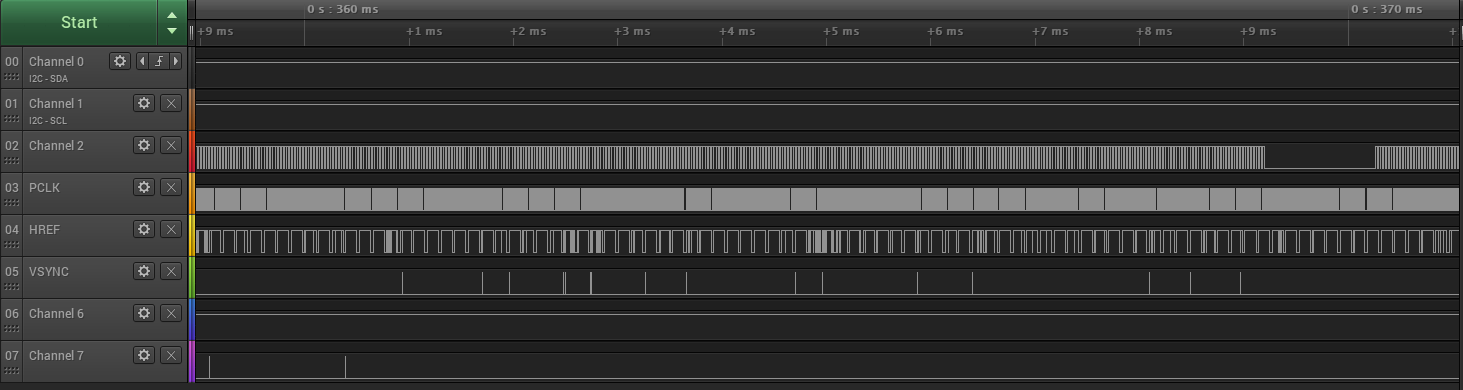 Start
0 s : 360 ms
0 s : 370 ms
+9 ms
+1 ms
+2 ms
+3 ms
+4 ms
+5 ms
+6 ms
+7 ms
+8 ms
+9 ms
+
00 Channel 0
I2C - SDA
01 Channel 1
I2C - SCL
02 Channel 2
03 PCLK
04 HREF
05 VSYNC
06 Channel 6
07 Channel 7